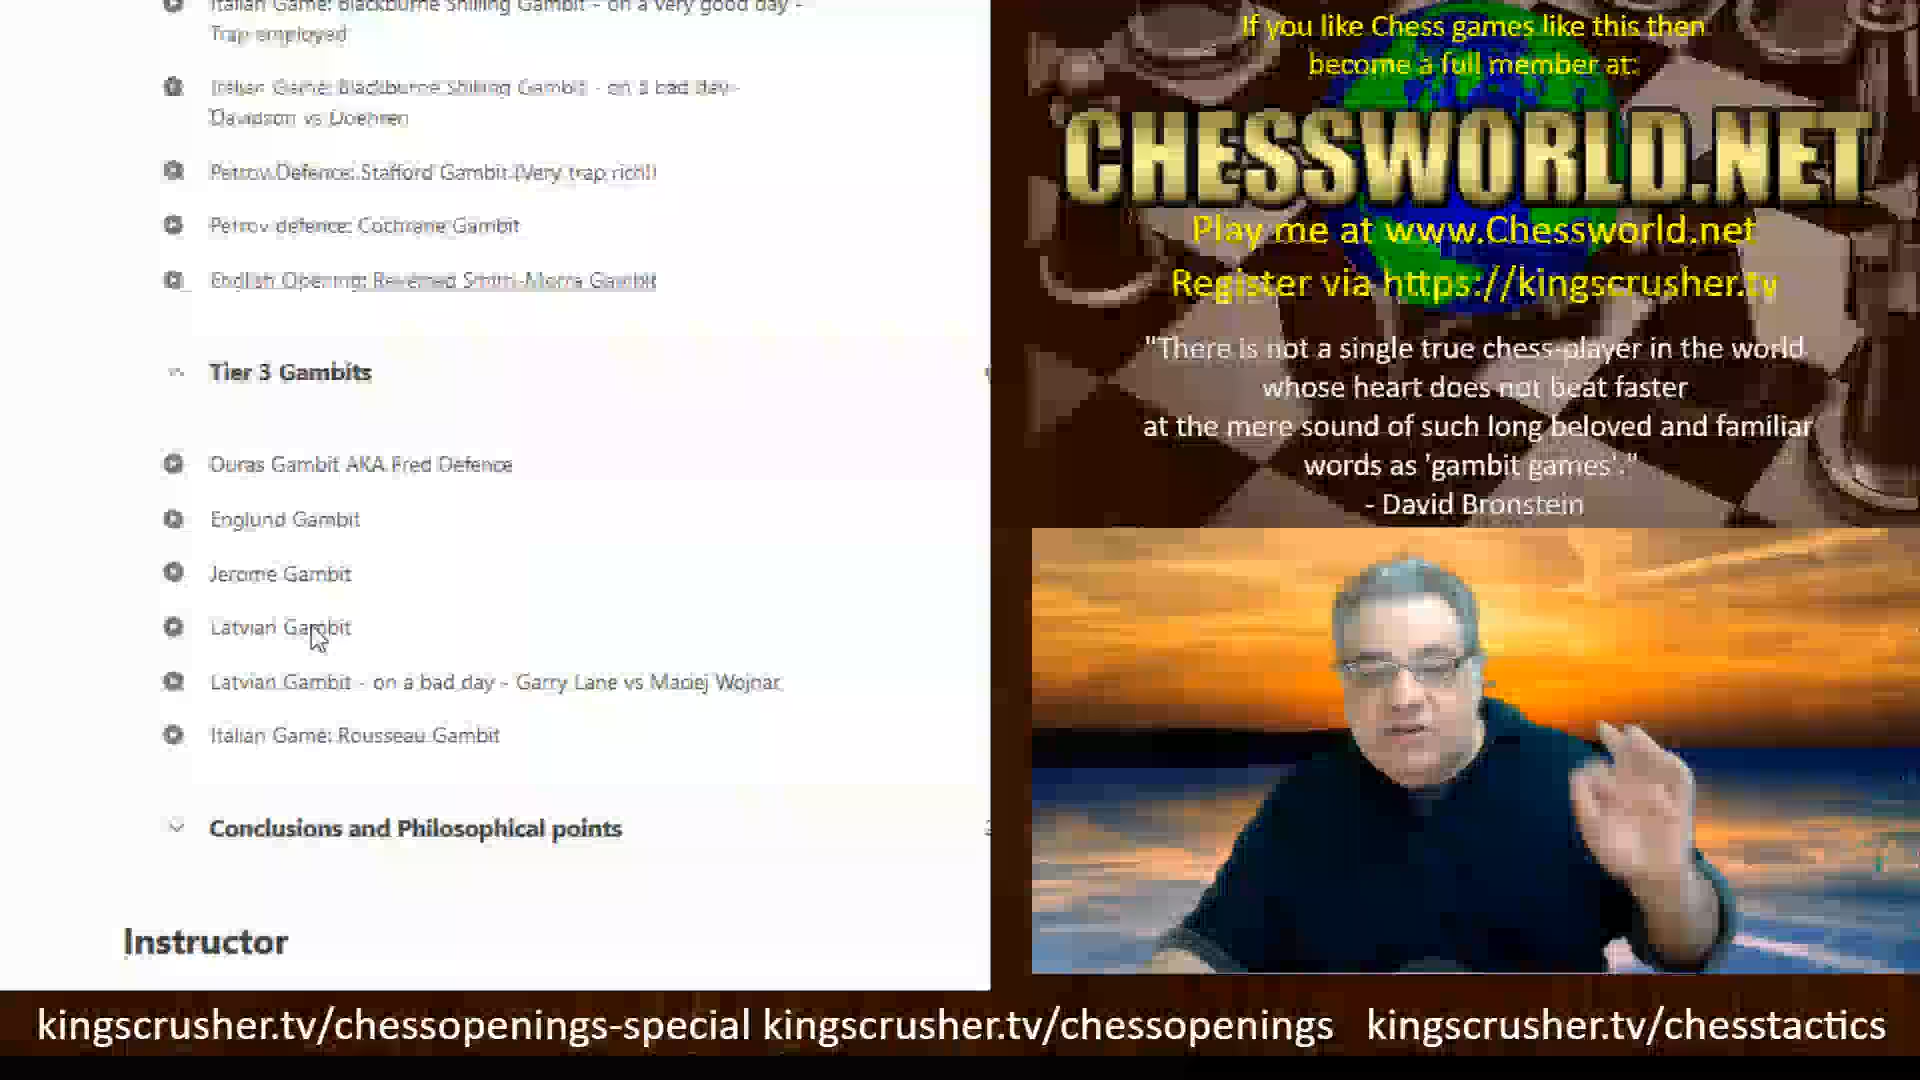 Italian Game: Blackburne Shilling Gambit - on a very good day -
Trap employed
Italian Game: Blackburne Shilling Gambit - on a bad day -
Davidson vs Doehren
Petrov Defence: Stafford Gambit (Very trap rich!)
Petrov defence: Cochrane Gambit
English Opening: Reversed Smith-Morra Gambit
Tier 3 Gambits
Duras Gambit AKA Fred Defence
Englund Gambit
Jerome Gambit
Latvian Gambit
Latvian Gambit - on a bad day - Garry Lane vs Maciej Wojnar
Italian Game: Rousseau Gambit
Conclusions and Philosophical points
Instructor
If you like Chess games like this then
become a full member at:
CHESSWORLD.NET
Play me at www.Chessworld.net
Register via https://kingscrusher.tv
"There is not a single true chess-player in the world
whose heart does not beat faster
at the mere sound of such long beloved and familiar
words as 'gambit games'."
- David Bronstein
kingscrusher.tv/chessopenings-special kingscrusher.tv/chessopenings kingscrusher.tv/chesstactics